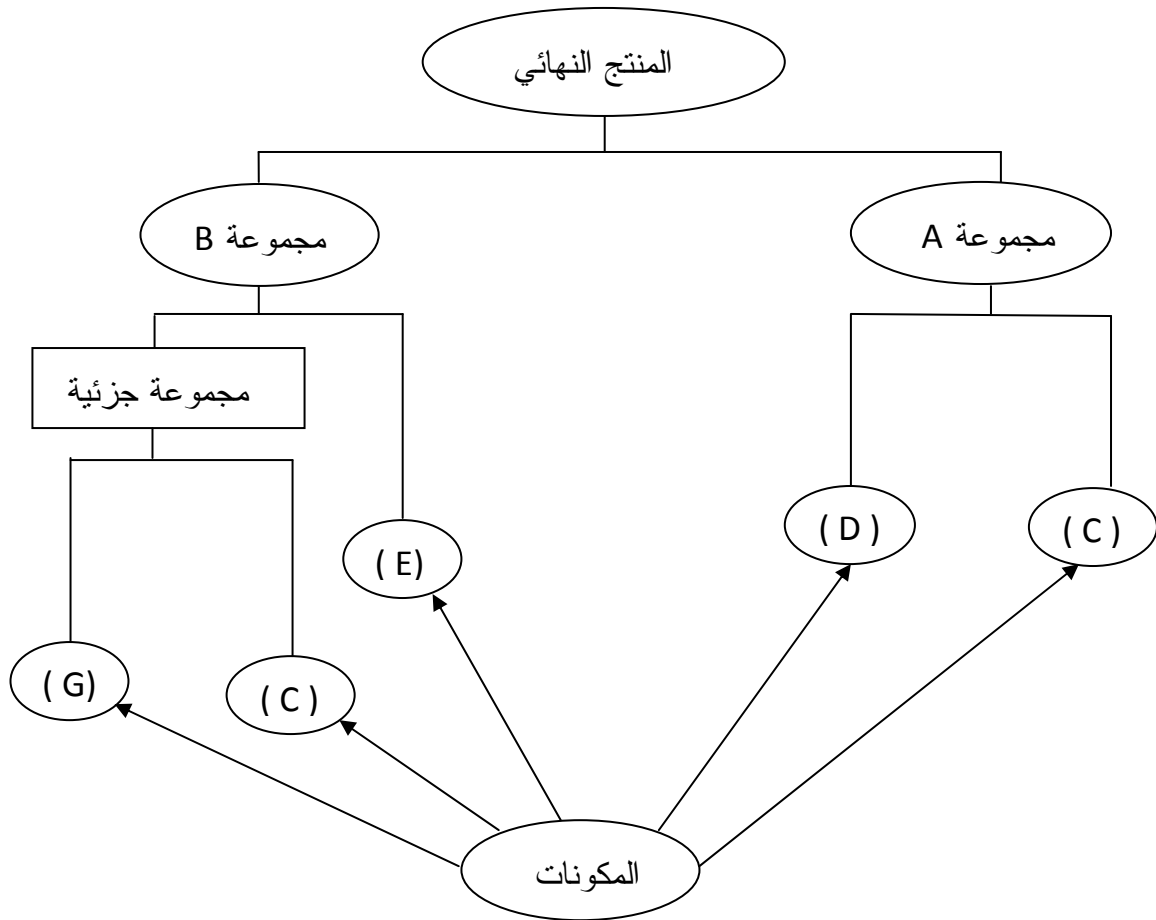 المنتج النهائي
مجموعة A
مجموعة B
مجموعة جزئية
( D )
( C )
( E)
( G)
( C )
المكونات